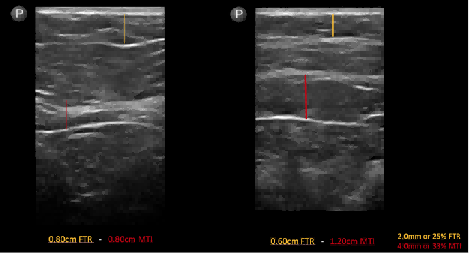 P
P
0.80cm FTR - 0.80cm MTI
0.60cm FTR - 1.20cm MTI
2.0mm or 25% FTR
4.0mm or 33% MTI